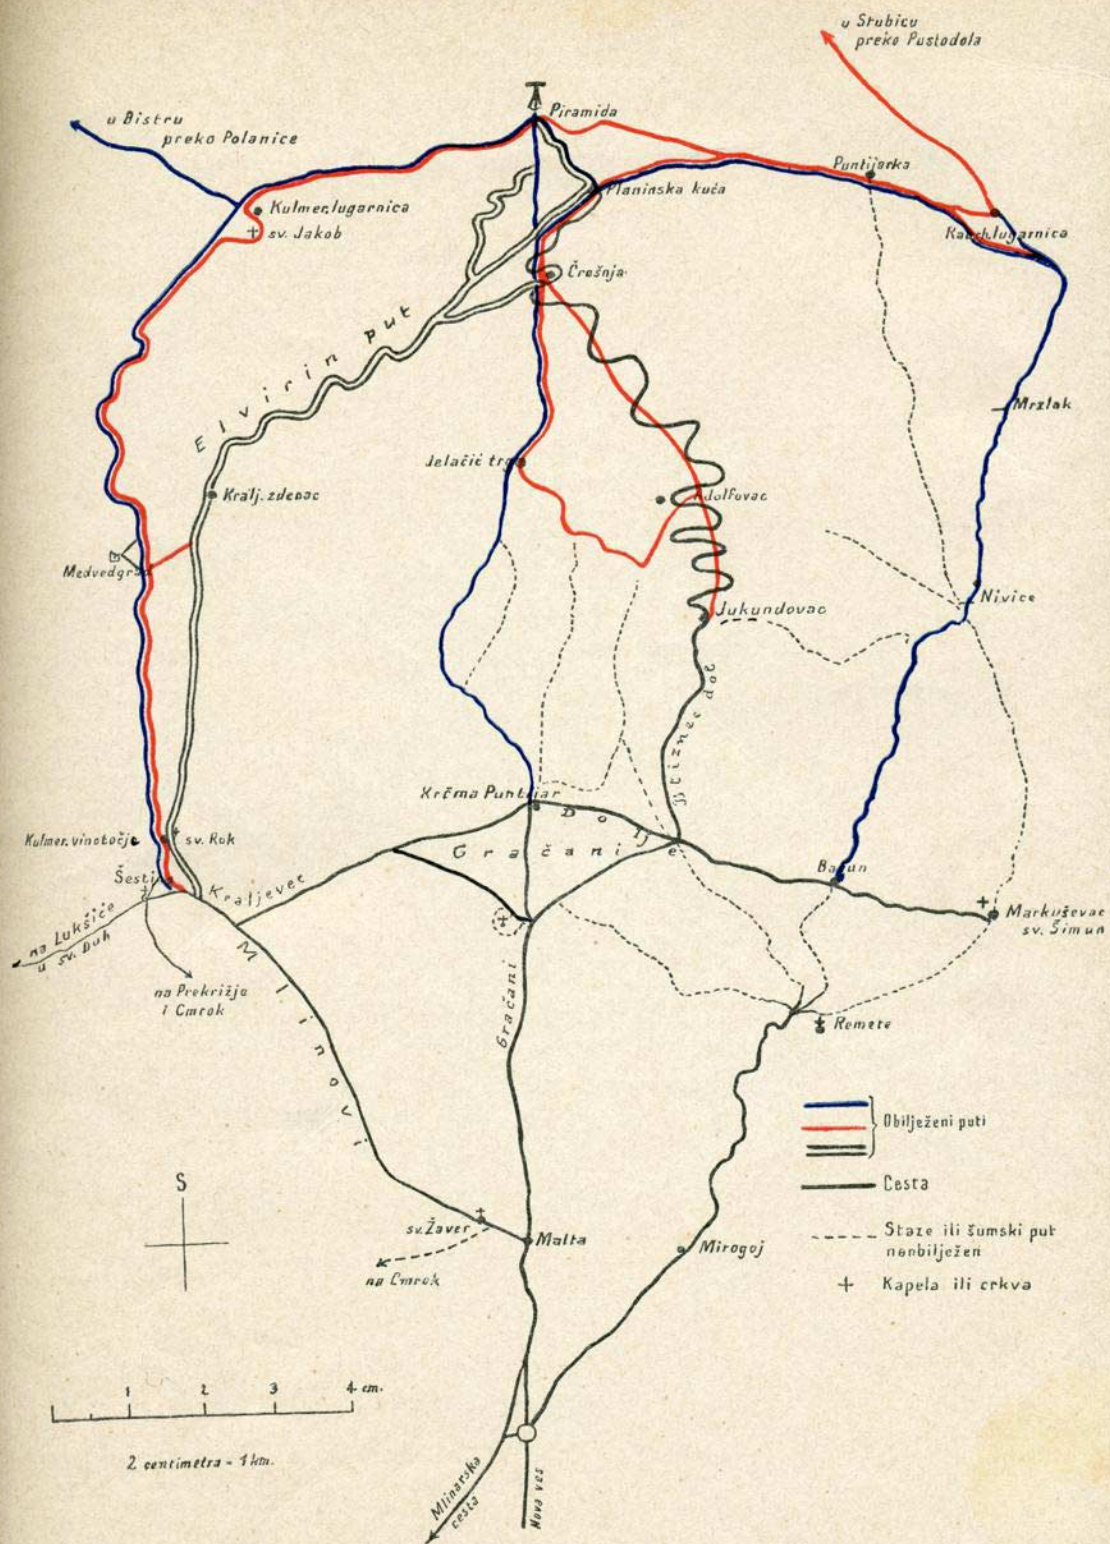 u Stubicu
preko Pustodola
Piramida
u Bistru
preko Polanice
Puntijarka
Planinska kuća
Kulmer. lugarnica
sv. Jakob
lugarnica
Črešnja
Elvirin put
Mrzlak
Jelačić trg
Kralj. zdenac
Adolfovac
Medvedgrad
Nivice
Jukundovac
Bliznec dol
Krčma Puntijar
Dolje
Kulmer. vinotočje
sv. Rok
Gračani
Šestine
Kraljevec
Bačun
Markuševac
sv. Šimun
na Lukšiće
u sv. Duh
na Prekrižje
i Cmrok
Mlinovi
Gračani
Remete
Obilježeni puti
S
Cesta
sv. Žaver
Malta
Mirogoj
Staze ili šumski put
neobilježen
na Cmrok
Kapela ili crkva
1 2 3 4 cm.
2 centimetra - 1 km.
Mlinarska
cesta
Nova ves